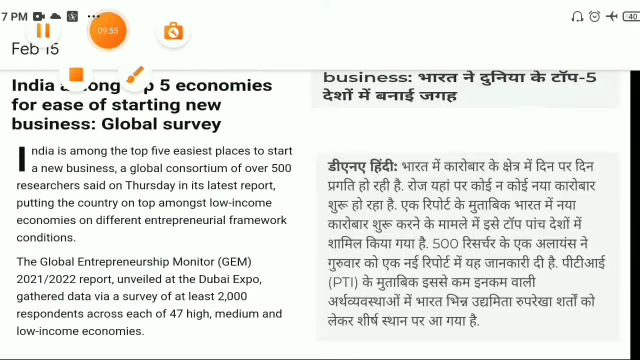 7 PM
09:55
40
Feb 15
India among top 5 economies
for ease of starting new
business: Global survey
India is among the top five easiest places to start
a new business, a global consortium of over 500
researchers said on Thursday in its latest report,
putting the country on top amongst low-income
economies on different entrepreneurial framework
conditions.
The Global Entrepreneurship Monitor (GEM)
2021/2022 report, unveiled at the Dubai Expo,
gathered data via a survey of at least 2,000
respondents across each of 47 high, medium and
low-income economies.
business: भारत ने दुनिया के टॉप-5
देशों में बनाई जगह
डीएनए हिंदी: भारत में कारोबार के क्षेत्र में दिन पर दिन
प्रगति हो रही है. रोज यहां पर कोई न कोई नया कारोबार
शुरू हो रहा है. एक रिपोर्ट के मुताबिक भारत में नया
कारोबार शुरू करने के मामले में इसे टॉप पांच देशों में
शामिल किया गया है. 500 रिसर्चर के एक अलायंस ने
गुरुवार को एक नई रिपोर्ट में यह जानकारी दी है. पीटीआई
(PTI) के मुताबिक इससे कम इनकम वाली
अर्थव्यवस्थाओं में भारत भिन्न उद्यमिता रुपरेखा शर्तों को
लेकर शीर्ष स्थान पर आ गया है.